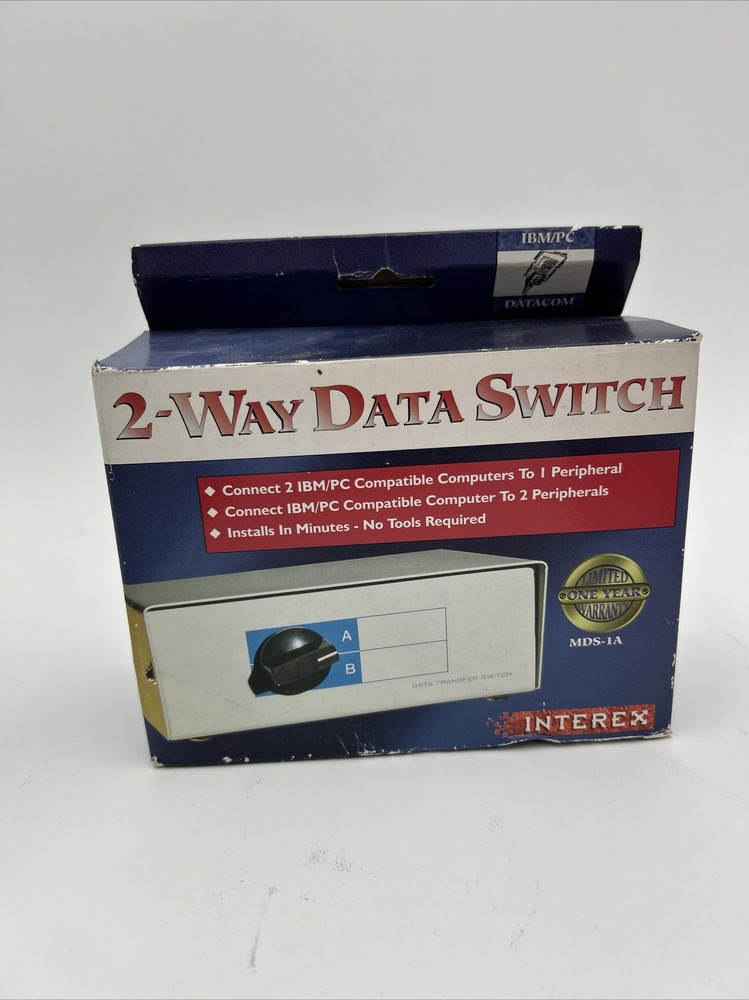 IBM/PC
DATACOM
2-WAY DATA SWITCH
◆ Connect 2 IBM/PC Compatible Computers To 1 Peripheral
◆ Connect IBM/PC Compatible Computer To 2 Peripherals
◆ Installs In Minutes - No Tools Required
LIMITED
ONE YEAR
WARRANTY
MDS-1A
A
B
DATA TRANSFER SWITCH
INTEREX